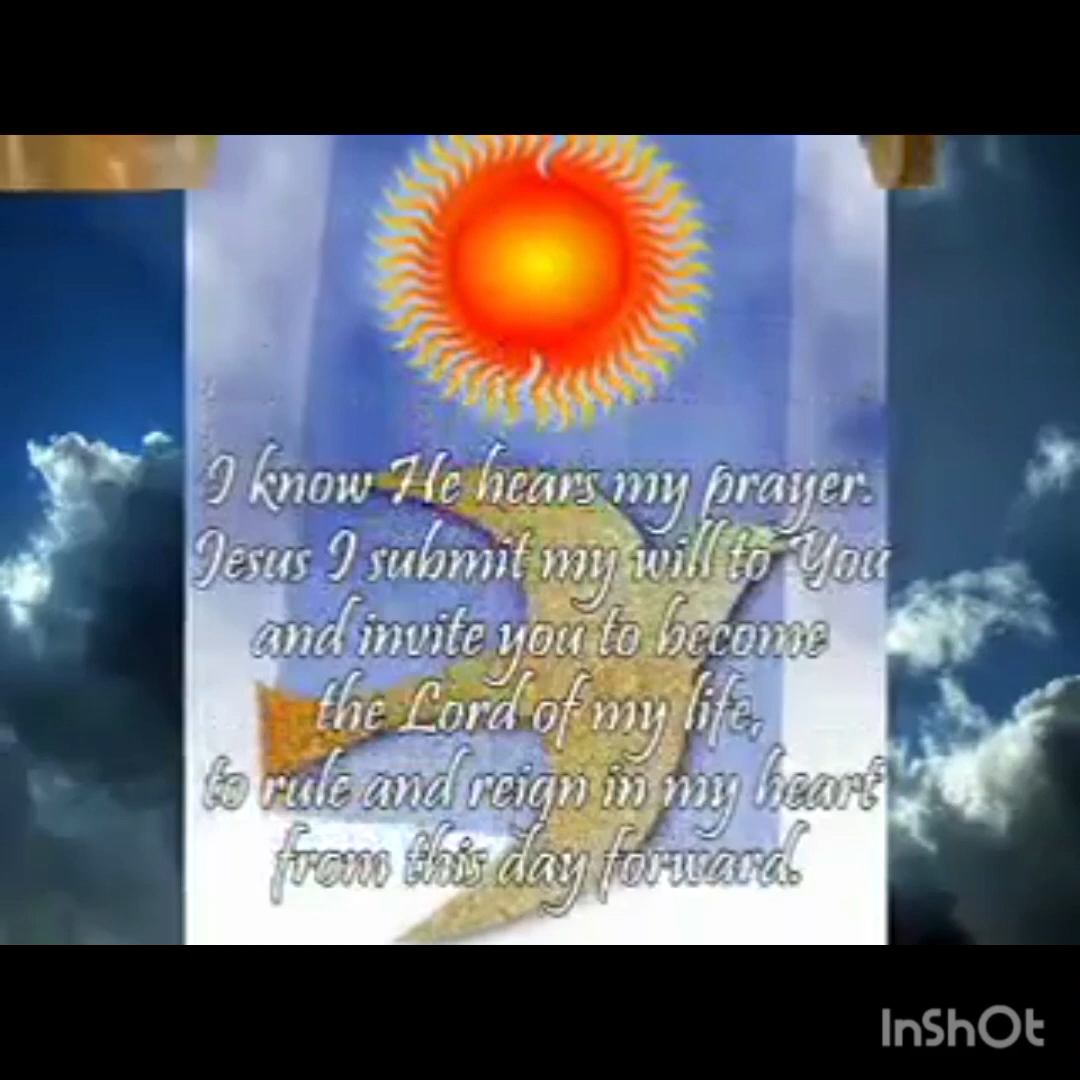 I know He hears my prayer.
Jesus I submit my will to You
and invite you to become
the Lord of my life,
to rule and reign in my heart
from this day forward.
InShOt